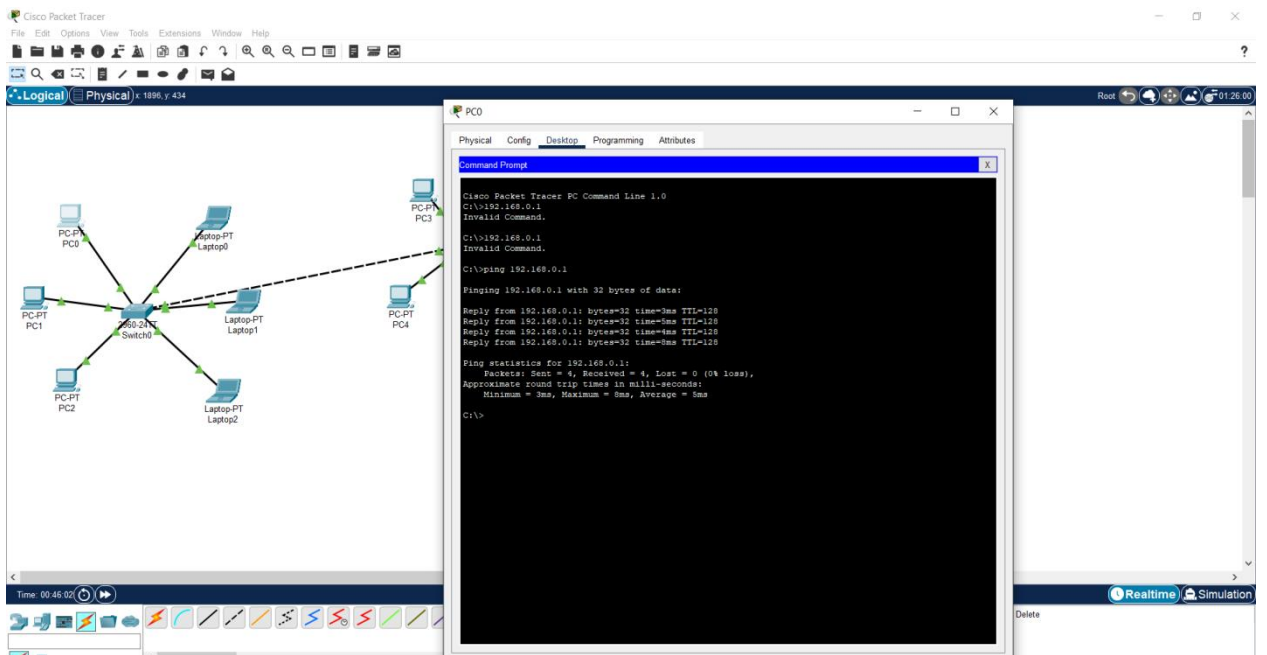 Cisco Packet Tracer
File Edit Options View Tools Extensions Window Help
?
Logical Physical x: 1896, y: 434
Root 01:26:00
PC0
Physical Config Desktop Programming Attributes
Command Prompt
X
Cisco Packet Tracer PC Command Line 1.0
C:\>192.168.0.1
Invalid Command.
C:\>192.168.0.1
Invalid Command.
C:\>ping 192.168.0.1
Pinging 192.168.0.1 with 32 bytes of data:
Reply from 192.168.0.1: bytes=32 time=3ms TTL=128
Reply from 192.168.0.1: bytes=32 time=5ms TTL=128
Reply from 192.168.0.1: bytes=32 time=4ms TTL=128
Reply from 192.168.0.1: bytes=32 time=8ms TTL=128
Ping statistics for 192.168.0.1:
Packets: Sent = 4, Received = 4, Lost = 0 (0% loss),
Approximate round trip times in milli-seconds:
Minimum = 3ms, Maximum = 8ms, Average = 5ms
C:\>
PC-PT
PC0
Laptop-PT
Laptop0
PC-PT
PC3
PC-PT
PC1
2960-24TT
Switch0
Laptop-PT
Laptop1
PC-PT
PC4
PC-PT
PC2
Laptop-PT
Laptop2
Time: 00:46:02
Realtime Simulation
Delete